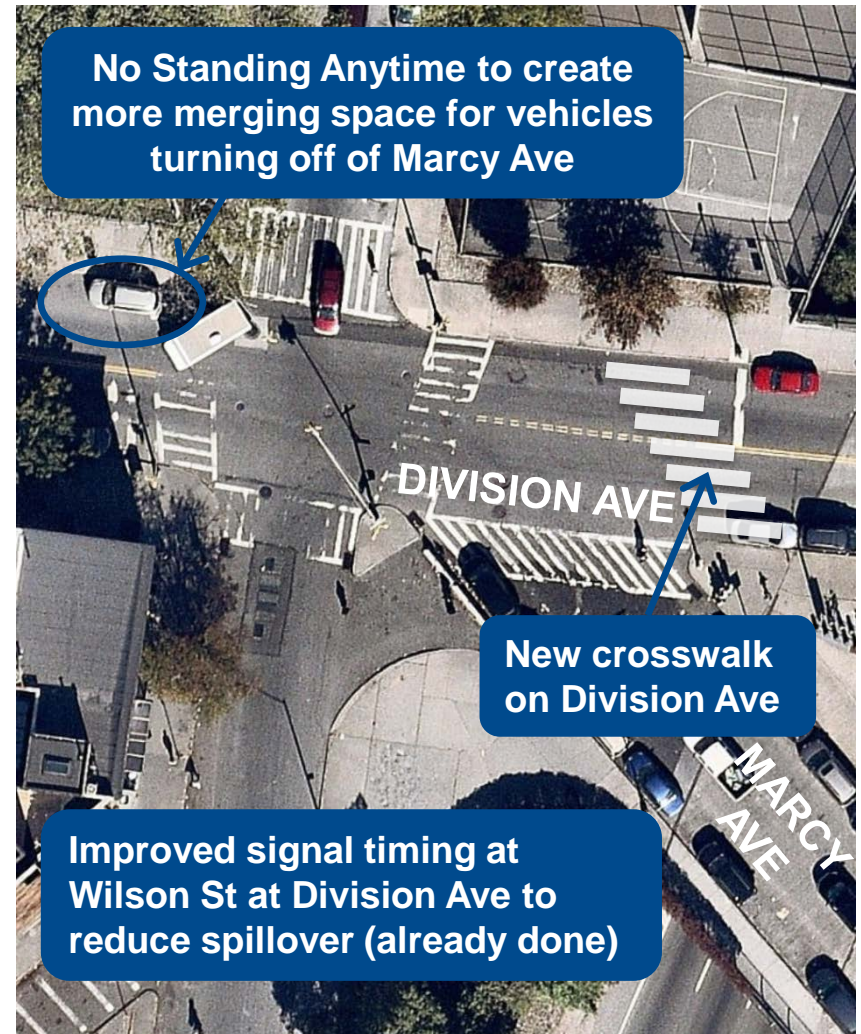 No Standing Anytime to create
more merging space for vehicles
turning off of Marcy Ave
DIVISION AVE
New crosswalk
on Division Ave
MARCY
AVE
Improved signal timing at
Wilson St at Division Ave to
reduce spillover (already done)